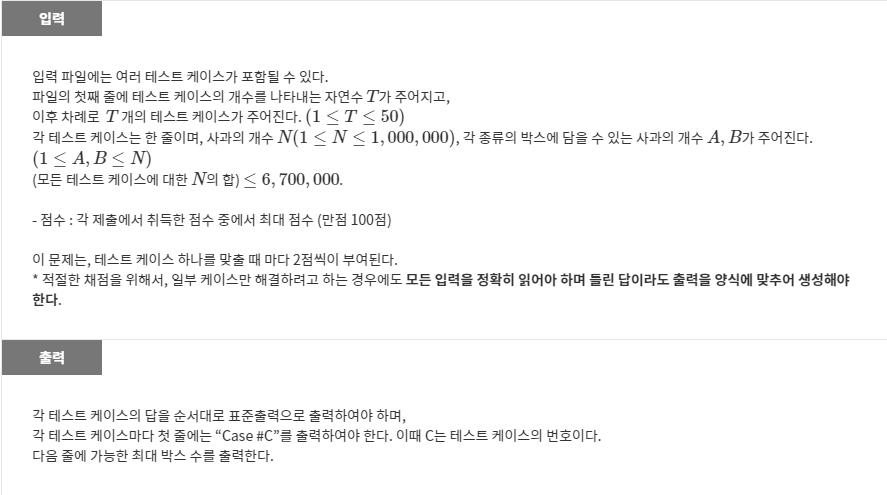 입력
입력 파일에는 여러 테스트 케이스가 포함될 수 있다.
파일의 첫째 줄에 테스트 케이스의 개수를 나타내는 자연수 T가 주어지고,
이후 차례로 T 개의 테스트 케이스가 주어진다. (1 ≤ T ≤ 50)
각 테스트 케이스는 한 줄이며, 사과의 개수 N(1 ≤ N ≤ 1,000,000), 각 종류의 박스에 담을 수 있는 사과의 개수 A, B가 주어진다.
(1 ≤ A, B ≤ N)
(모든 테스트 케이스에 대한 N의 합) ≤ 6,700,000.
- 점수 : 각 제출에서 취득한 점수 중에서 최대 점수 (만점 100점)
이 문제는, 테스트 케이스 하나를 맞출 때 마다 2점씩이 부여된다.
* 적절한 채점을 위해서, 일부 케이스만 해결하려고 하는 경우에도 모든 입력을 정확히 읽어아 하며 틀린 답이라도 출력을 양식에 맞추어 생성해야
한다.
출력
각 테스트 케이스의 답을 순서대로 표준출력으로 출력하여야 하며,
각 테스트 케이스마다 첫 줄에는 “Case #C”를 출력하여야 한다. 이때 C는 테스트 케이스의 번호이다.
다음 줄에 가능한 최대 박스 수를 출력한다.